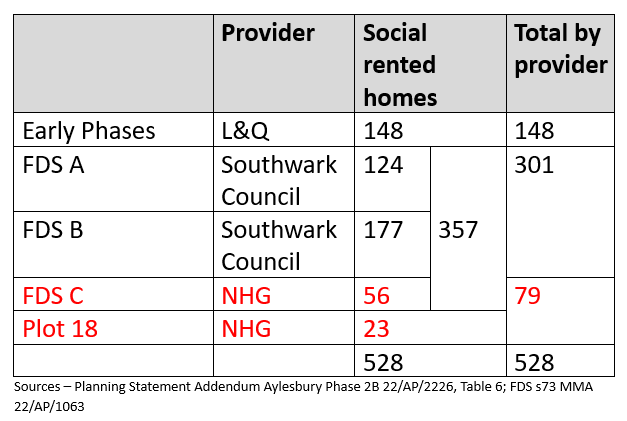 Provider Social rented homes Total by provider
Early Phases L&Q 148 148
FDS A Southwark Council 124 357 301
FDS B Southwark Council 177
FDS C NHG 56 79
Plot 18 NHG 23
528 528
Sources – Planning Statement Addendum Aylesbury Phase 2B 22/AP/2226, Table 6; FDS s73 MMA
22/AP/1063